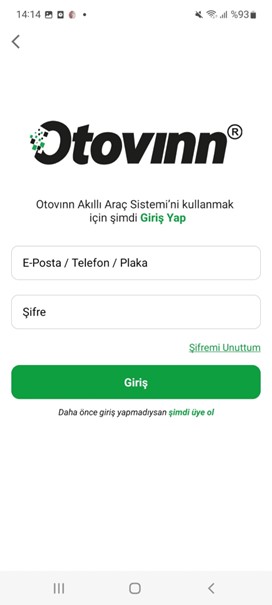 14:14 %93
Otovınn®
Otovınn Akıllı Araç Sistemi'ni kullanmak
için şimdi Giriş Yap
E-Posta / Telefon / Plaka
Şifre
Şifremi Unuttum
Giriş
Daha önce giriş yapmadıysan şimdi üye ol